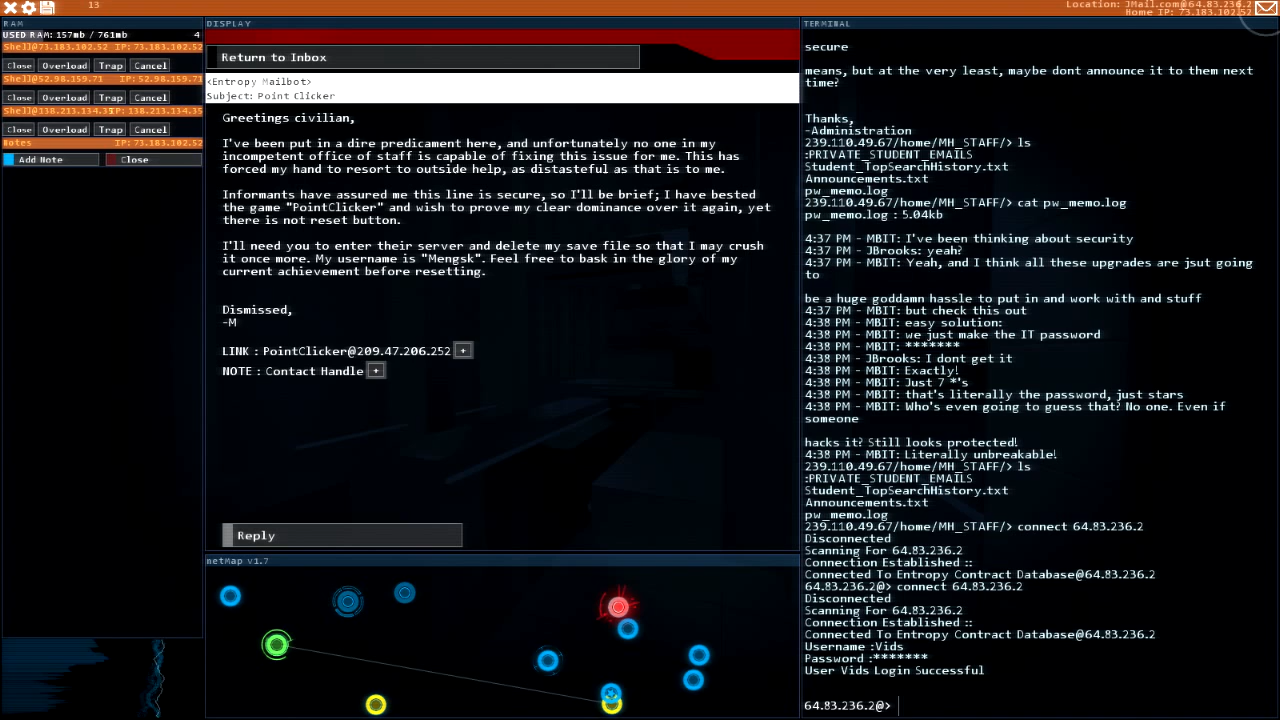 13
Location: JMail.com@64.83.236.2
Home IP: 73.183.102.52
RAM
USED RAM: 157mb / 761mb 4
Shell@73.183.102.52 IP: 73.183.102.52
Close Overload Trap Cancel
Shell@52.98.159.71 IP: 52.98.159.71
Close Overload Trap Cancel
Shell@138.213.134.35 IP: 138.213.134.35
Close Overload Trap Cancel
Notes IP: 73.183.102.52
Add Note Close
DISPLAY
Return to Inbox
<Entropy Mailbot>
Subject: Point Clicker
Greetings civilian,
I've been put in a dire predicament here, and unfortunately no one in my
incompetent office of staff is capable of fixing this issue for me. This has
forced my hand to resort to outside help, as distasteful as that is to me.
Informants have assured me this line is secure, so I'll be brief; I have bested
the game "PointClicker" and wish to prove my clear dominance over it again, yet
there is not reset button.
I'll need you to enter their server and delete my save file so that I may crush
it once more. My username is "Mengsk". Feel free to bask in the glory of my
current achievement before resetting.
Dismissed,
-M
LINK : PointClicker@209.47.206.252 +
NOTE : Contact Handle +
Reply
netMap v1.7
TERMINAL
secure
means, but at the very least, maybe dont announce it to them next
time?
Thanks,
-Administration
239.110.49.67/home/MH_STAFF/> ls
:PRIVATE_STUDENT_EMAILS
Student_TopSearchHistory.txt
Announcements.txt
pw_memo.log
239.110.49.67/home/MH_STAFF/> cat pw_memo.log
pw_memo.log : 5.04kb
4:37 PM - MBIT: I've been thinking about security
4:37 PM - JBrooks: yeah?
4:37 PM - MBIT: Yeah, and I think all these upgrades are jsut going
to
be a huge goddamn hassle to put in and work with and stuff
4:37 PM - MBIT: but check this out
4:38 PM - MBIT: easy solution:
4:38 PM - MBIT: we just make the IT password
4:38 PM - MBIT: *******
4:38 PM - JBrooks: I dont get it
4:38 PM - MBIT: Exactly!
4:38 PM - MBIT: Just 7 *'s
4:38 PM - MBIT: that's literally the password, just stars
4:38 PM - MBIT: Who's even going to guess that? No one. Even if
someone
hacks it? Still looks protected!
4:38 PM - MBIT: Literally unbreakable!
239.110.49.67/home/MH_STAFF/> ls
:PRIVATE_STUDENT_EMAILS
Student_TopSearchHistory.txt
Announcements.txt
pw_memo.log
239.110.49.67/home/MH_STAFF/> connect 64.83.236.2
Disconnected
Scanning For 64.83.236.2
Connection Established ::
Connected To Entropy Contract Database@64.83.236.2
64.83.236.2@> connect 64.83.236.2
Disconnected
Scanning For 64.83.236.2
Connection Established ::
Connected To Entropy Contract Database@64.83.236.2
Username :Vids
Password :*******
User Vids Login Successful
64.83.236.2@>